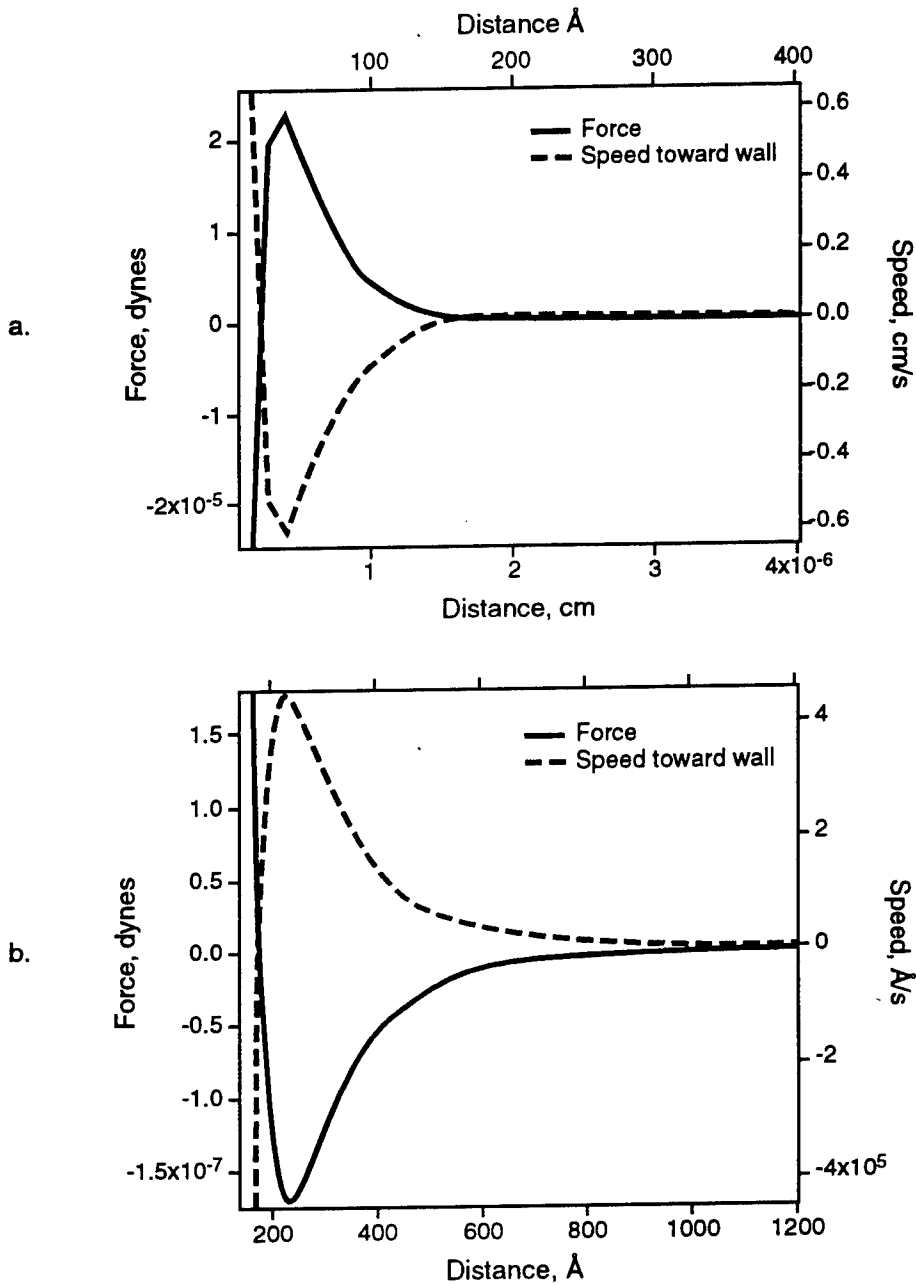 Distance Å
100 200 300 400
Force
Speed toward wall
2
1
0
-1
-2x10-5
Force, dynes
0.6
0.4
0.2
0.0
-0.2
-0.4
-0.6
Speed, cm/s
a.
1 2 3 4x10-6
Distance, cm
Force
Speed toward wall
1.5
1.0
0.5
0.0
-0.5
-1.0
-1.5x10-7
Force, dynes
4
2
0
-2
-4x105
Speed, Å/s
b.
200 400 600 800 1000 1200
Distance, Å